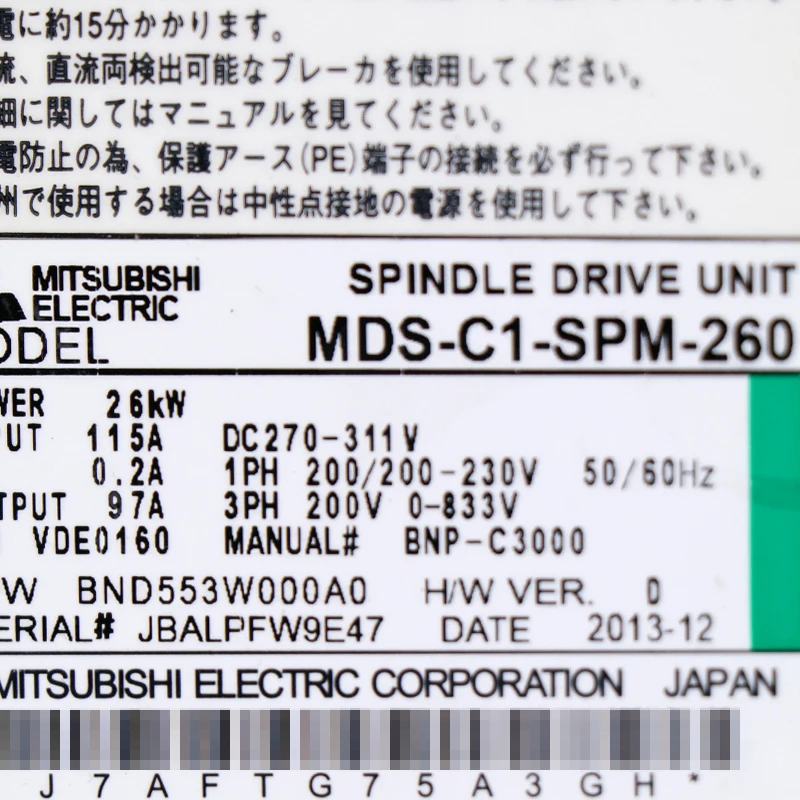 電に約15分かかります。
流、直流両検出可能なブレーカを使用してください。
細に関してはマニュアルを見てください。
電防止の為、保護アース(PE)端子の接続を必ず行って下さい。
州で使用する場合は中性点接地の電源を使用して下さい。
MITSUBISHI
ELECTRIC
SPINDLE DRIVE UNIT
ODEL
MDS-C1-SPM-260
WER 26kW
PUT 115A DC270-311V
0.2A 1PH 200/200-230V 50/60Hz
TPUT 97A 3PH 200V 0-833V
VDE0160 MANUAL# BNP-C3000
W BND553W000A0 H/W VER. D
ERIAL# JBALPFW9E47 DATE 2013-12
MITSUBISHI ELECTRIC CORPORATION JAPAN
J7AFTG75A3GH*